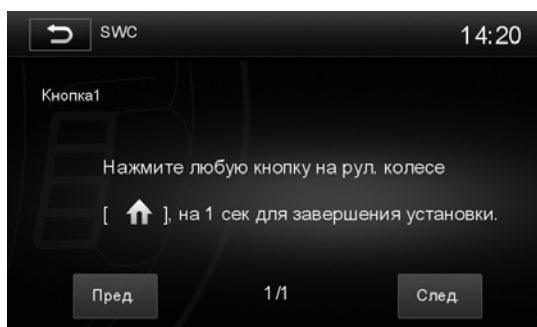 SWC 14:20
Кнопка1
Нажмите любую кнопку на рул. колесе
[ ], на 1 сек для завершения установки.
Пред. 1/1 След.